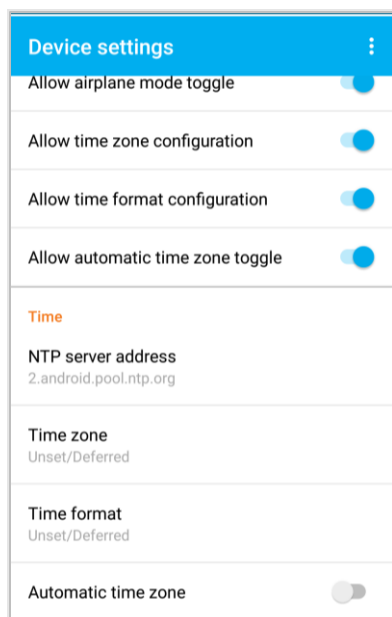 Device settings
Allow airplane mode toggle
Allow time zone configuration
Allow time format configuration
Allow automatic time zone toggle
Time
NTP server address
2.android.pool.ntp.org
Time zone
Unset/Deferred
Time format
Unset/Deferred
Automatic time zone